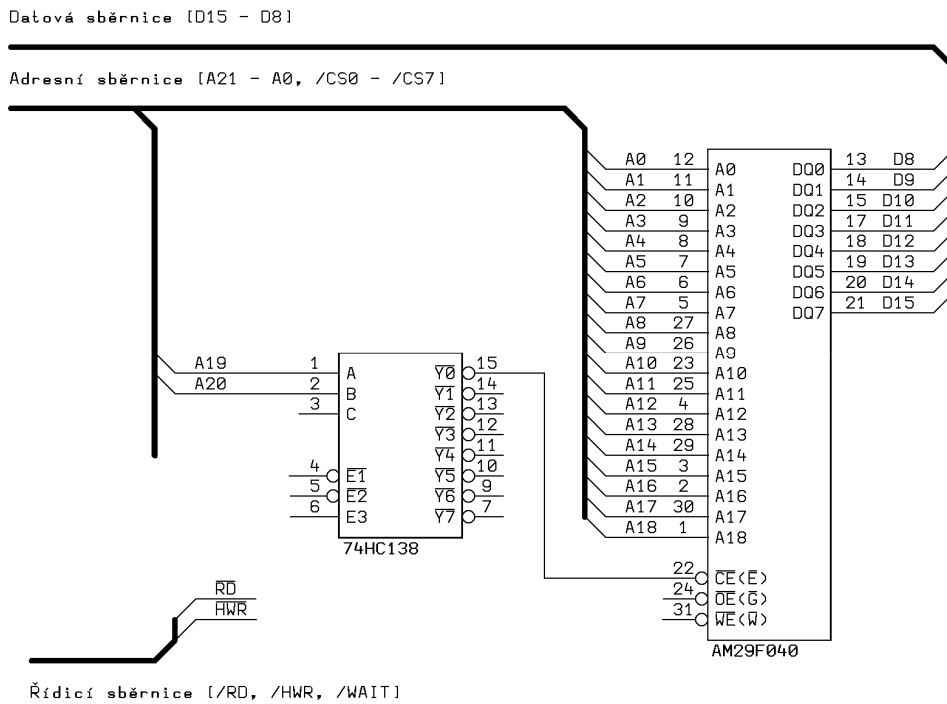 Datová sběrnice [D15 - D8]
Adresní sběrnice [A21 - A0, /CS0 - /CS7]
A0 12 A0 DQ0 13 D8
A1 11 A1 DQ1 14 D9
A2 10 A2 DQ2 15 D10
A3 9 A3 DQ3 17 D11
A4 8 A4 DQ4 18 D12
A5 7 A5 DQ5 19 D13
A6 6 A6 DQ6 20 D14
A7 5 A7 DQ7 21 D15
A8 27 A8
A9 26 A9
A10 23 A10
A11 25 A11
A12 4 A12
A13 28 A13
A14 29 A14
A15 3 A15
A16 2 A16
A17 30 A17
A18 1 A18
22 CE(E)
24 OE(G)
31 WE(W)
AM29F040
A19 1 A Y0 15
A20 2 B Y1 14
3 C Y2 13
Y3 12
Y4 11
4 E1 Y5 10
5 E2 Y6 9
6 E3 Y7 7
74HC138
RD
HWR
Řídicí sběrnice [/RD, /HWR, /WAIT]